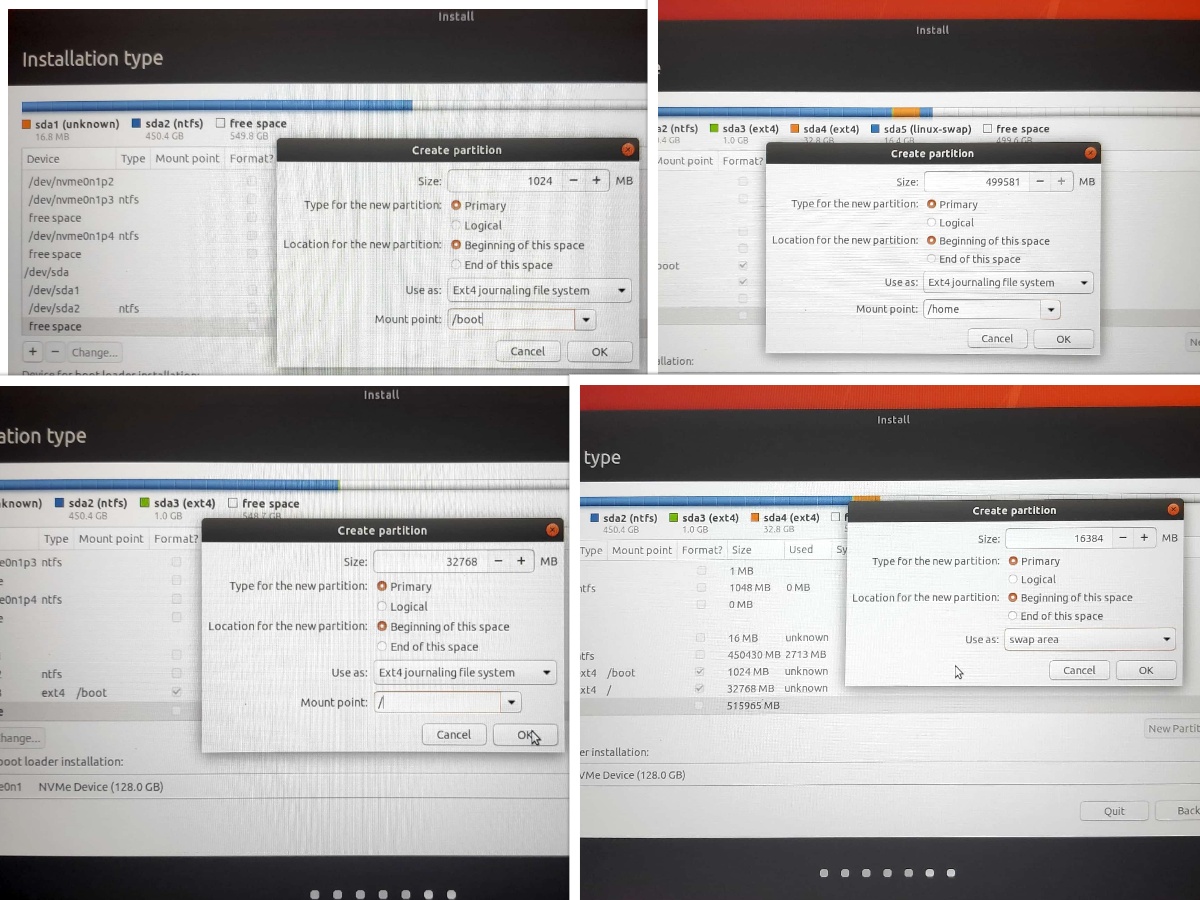 Install
Installation type
sda1 (unknown) sda2 (ntfs) free space
16.8 MB 450.4 GB 549.8 GB
Device Type Mount point Format?
/dev/nvme0n1p2
/dev/nvme0n1p3 ntfs
free space
/dev/nvme0n1p4 ntfs
free space
/dev/sda
/dev/sda1
/dev/sda2 ntfs
free space
+ − Change...
Device for boot loader installation:
Create partition
Size: 1024 − + MB
Type for the new partition: Primary
Logical
Location for the new partition: Beginning of this space
End of this space
Use as: Ext4 journaling file system
Mount point: /boot
Cancel OK
Install
e
a2 (ntfs) sda3 (ext4) sda4 (ext4) sda5 (linux-swap) free space
.4 GB 1.0 GB 32.8 GB 16.4 GB 499.6 GB
Mount point Format?
boot
allation:
Create partition
Size: 499581 − + MB
Type for the new partition: Primary
Logical
Location for the new partition: Beginning of this space
End of this space
Use as: Ext4 journaling file system
Mount point: /home
Cancel OK
Ne
Install
ation type
known) sda2 (ntfs) sda3 (ext4) free space
450.4 GB 1.0 GB 548.7 GB
Type Mount point Format?
e0n1p3 ntfs
e
e0n1p4 ntfs
e
ntfs
3 ext4 /boot
e
hange...
boot loader installation:
e0n1 NVMe Device (128.0 GB)
Create partition
Size: 32768 − + MB
Type for the new partition: Primary
Logical
Location for the new partition: Beginning of this space
End of this space
Use as: Ext4 journaling file system
Mount point: /
Cancel OK
Install
type
sda2 (ntfs) sda3 (ext4) sda4 (ext4) f
450.4 GB 1.0 GB 32.8 GB
Type Mount point Format? Size Used Sy
1 MB
ntfs 1048 MB 0 MB
0 MB
16 MB unknown
ntfs 450430 MB 2713 MB
ext4 /boot 1024 MB unknown
ext4 / 32768 MB unknown
515965 MB
New Partit
er installation:
VMe Device (128.0 GB)
Quit Back
Create partition
Size: 16384 − + MB
Type for the new partition: Primary
Logical
Location for the new partition: Beginning of this space
End of this space
Use as: swap area
Cancel OK